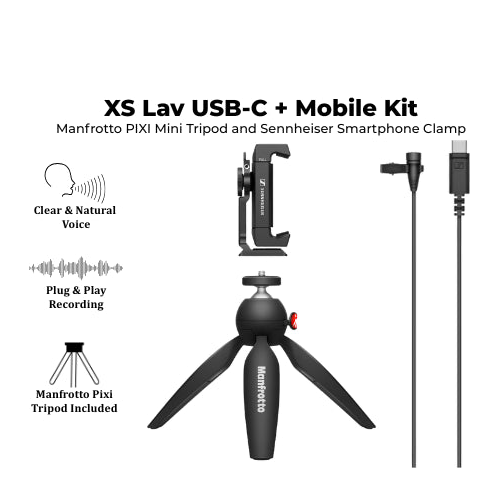 XS Lav USB-C + Mobile Kit
Manfrotto PIXI Mini Tripod and Sennheiser Smartphone Clamp
Clear & Natural
Voice
Plug & Play
Recording
Manfrotto Pixi
Tripod Included
SENNHEISER
Manfrotto